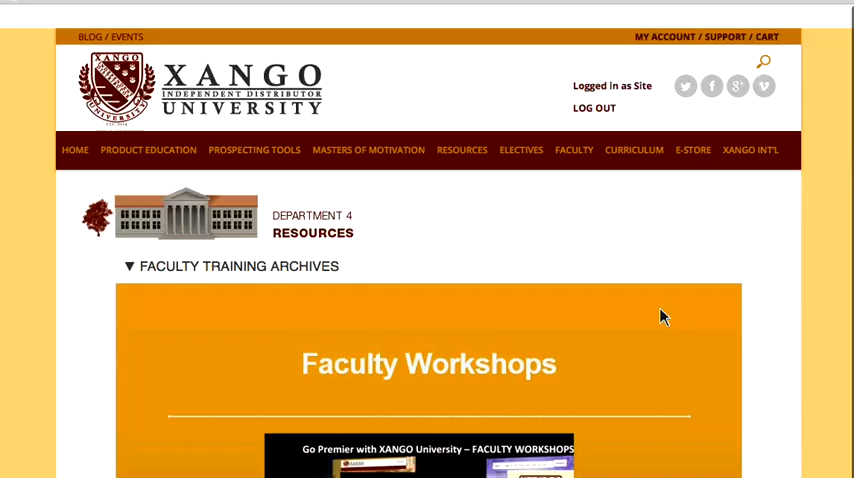 BLOG / EVENTS
MY ACCOUNT / SUPPORT / CART
XANGO
XANGO
INDEPENDENT DISTRIBUTOR
UNIVERSITY
Logged in as Site
LOG OUT
HOME PRODUCT EDUCATION PROSPECTING TOOLS MASTERS OF MOTIVATION RESOURCES ELECTIVES FACULTY CURRICULUM E-STORE XANGO INT'L
DEPARTMENT 4
RESOURCES
▼ FACULTY TRAINING ARCHIVES
Faculty Workshops
Go Premier with XANGO University – FACULTY WORKSHOPS